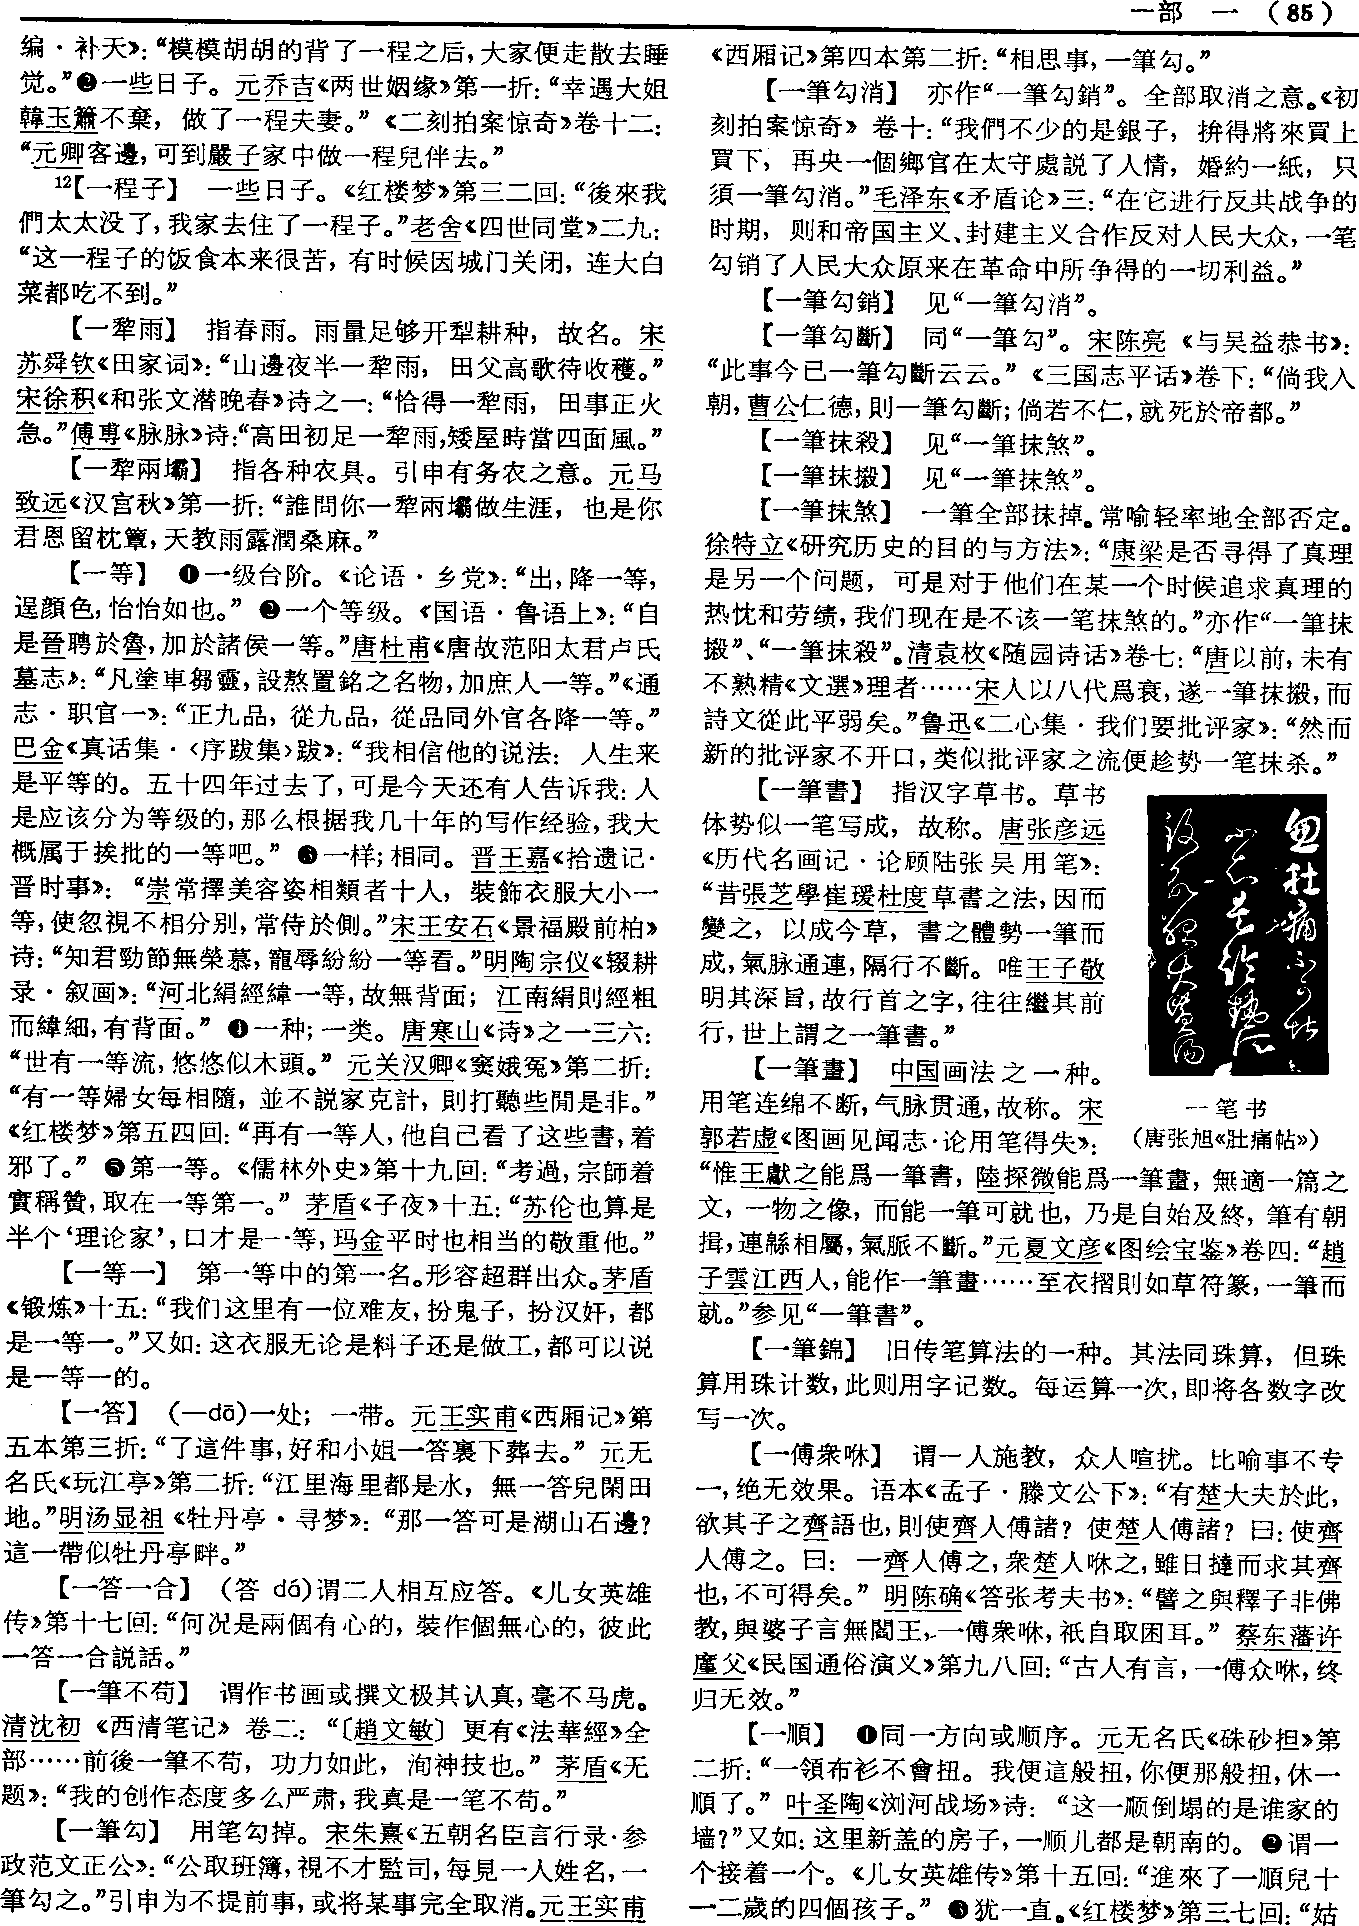 一部 一 （85）
编·补天》：“模模胡胡的背了一程之后，大家便走散去睡
觉。”❷一些日子。元乔吉《两世姻缘》第一折：“幸遇大姐
韓玉簫不棄，做了一程夫妻。”《二刻拍案惊奇》卷十二：
“元卿客邊，可到嚴子家中做一程兒伴去。”
12【一程子】 一些日子。《红楼梦》第三二回：“後來我
們太太没了，我家去住了一程子。”老舍《四世同堂》二九：
“这一程子的饭食本来很苦，有时候因城门关闭，连大白
菜都吃不到。”
【一犂雨】 指春雨。雨量足够开犁耕种，故名。宋
苏舜钦《田家词》：“山邊夜半一犂雨，田父高歌待收穫。”
宋徐积《和张文潜晚春》诗之一：“恰得一犂雨，田事正火
急。”傅尃《脉脉》诗：“高田初足一犂雨，矮屋時當四面風。”
【一犂兩壩】 指各种农具。引申有务农之意。元马
致远《汉宫秋》第一折：“誰問你一犂兩壩做生涯，也是你
君恩留枕簟，天教雨露潤桑麻。”
【一等】 ❶一级台阶。《论语·乡党》：“出，降一等，
逞顔色，怡怡如也。”❷一个等级。《国语·鲁语上》：“自
是晉聘於魯，加於諸侯一等。”唐杜甫《唐故范阳太君卢氏
墓志》：“凡塗車芻靈，設熬置銘之名物，加庶人一等。”《通
志·职官一》：“正九品，從九品，從品同外官各降一等。”
巴金《真话集·〈序跋集〉跋》：“我相信他的说法：人生来
是平等的。五十四年过去了，可是今天还有人告诉我：人
是应该分为等级的，那么根据我几十年的写作经验，我大
概属于挨批的一等吧。”❸一样；相同。晋王嘉《拾遗记·
晋时事》：“崇常擇美容姿相類者十人，裝飾衣服大小一
等，使忽視不相分别，常侍於側。”宋王安石《景福殿前柏》
诗：“知君勁節無榮慕，寵辱紛紛一等看。”明陶宗仪《辍耕
录·叙画》：“河北絹經緯一等，故無背面；江南絹則經粗
而緯細，有背面。”❹一种；一类。唐寒山《诗》之一三六：
“世有一等流，悠悠似木頭。”元关汉卿《窦娥冤》第二折：
“有一等婦女每相隨，並不説家克計，則打聽些閒是非。”
《红楼梦》第五四回：“再有一等人，他自己看了这些書，着
邪了。”❺第一等。《儒林外史》第十九回：“考過，宗師着
實稱贊，取在一等第一。”茅盾《子夜》十五：“苏伦也算是
半个‘理论家’，口才是一等，玛金平时也相当的敬重他。”
【一等一】 第一等中的第一名。形容超群出众。茅盾
《锻炼》十五：“我们这里有一位难友，扮鬼子，扮汉奸，都
是一等一。”又如：这衣服无论是料子还是做工，都可以说
是一等一的。
【一答】 （—dā）一处；一带。元王实甫《西厢记》第
五本第三折：“了這件事，好和小姐一答裏下葬去。”元无
名氏《玩江亭》第二折：“江里海里都是水，無一答兒閑田
地。”明汤显祖《牡丹亭·寻梦》：“那一答可是湖山石邊？
這一帶似牡丹亭畔。”
【一答一合】 （答 dá）谓二人相互应答。《儿女英雄
传》第十七回：“何况是兩個有心的，裝作個無心的，彼此
一答一合説話。”
【一筆不苟】 谓作书画或撰文极其认真，毫不马虎。
清沈初《西清笔记》卷二：“〔趙文敏〕更有《法華經》全
部……前後一筆不苟，功力如此，洵神技也。”茅盾《无
题》：“我的创作态度多么严肃，我真是一笔不苟。”
【一筆勾】 用笔勾掉。宋朱熹《五朝名臣言行录·参
政范文正公》：“公取班簿，視不才監司，每見一人姓名，一
筆勾之。”引申为不提前事，或将某事完全取消。元王实甫
《西厢记》第四本第二折：“相思事，一筆勾。”
【一筆勾消】 亦作“一筆勾銷”。全部取消之意。《初
刻拍案惊奇》卷十：“我們不少的是銀子，拚得將來買上
買下，再央一個鄉官在太守處説了人情，婚約一紙，只
須一筆勾消。”毛泽东《矛盾论》三：“在它进行反共战争的
时期，则和帝国主义、封建主义合作反对人民大众，一笔
勾销了人民大众原来在革命中所争得的一切利益。”
【一筆勾銷】 见“一筆勾消”。
【一筆勾斷】 同“一筆勾”。宋陈亮《与吴益恭书》：
“此事今已一筆勾斷云云。”《三国志平话》卷下：“倘我入
朝，曹公仁德，則一筆勾斷；倘若不仁，就死於帝都。”
【一筆抹殺】 见“一筆抹煞”。
【一筆抹摋】 见“一筆抹煞”。
【一筆抹煞】 一筆全部抹掉。常喻轻率地全部否定。
徐特立《研究历史的目的与方法》：“康梁是否寻得了真理
是另一个问题，可是对于他们在某一个时候追求真理的
热忱和劳绩，我们现在是不该一笔抹煞的。”亦作“一筆抹
摋”、“一筆抹殺”。清袁枚《随园诗话》卷七：“唐以前，未有
不熟精《文選》理者……宋人以八代爲衰，遂一筆抹摋，而
詩文從此平弱矣。”鲁迅《二心集·我们要批评家》：“然而
新的批评家不开口，类似批评家之流便趁势一笔抹杀。”
【一筆書】 指汉字草书。草书
体势似一笔写成，故称。唐张彦远
《历代名画记·论顾陆张吴用笔》：
“昔張芝學崔瑗杜度草書之法，因而
變之，以成今草，書之體勢一筆而
成，氣脉通連，隔行不斷。唯王子敬
明其深旨，故行首之字，往往繼其前
行，世上謂之一筆書。”
一笔书
（唐张旭《肚痛帖》）
【一筆畫】 中国画法之一种。
用笔连绵不断，气脉贯通，故称。宋
郭若虚《图画见闻志·论用笔得失》：
“惟王獻之能爲一筆書，陸探微能爲一筆畫，無適一篇之
文，一物之像，而能一筆可就也，乃是自始及終，筆有朝
揖，連緜相屬，氣脈不斷。”元夏文彦《图绘宝鉴》卷四：“趙
子雲江西人，能作一筆畫……至衣摺則如草符篆，一筆而
就。”参见“一筆書”。
【一筆錦】 旧传笔算法的一种。其法同珠算，但珠
算用珠计数，此则用字记数。每运算一次，即将各数字改
写一次。
【一傅衆咻】 谓一人施教，众人喧扰。比喻事不专
一，绝无效果。语本《孟子·滕文公下》：“有楚大夫於此，
欲其子之齊語也，則使齊人傅諸？使楚人傅諸？曰：使齊
人傅之。曰：一齊人傅之，衆楚人咻之，雖日撻而求其齊
也，不可得矣。”明陈确《答张考夫书》：“譬之與釋子非佛
教，與婆子言無閻王，一傅衆咻，祇自取困耳。”蔡东藩许
廑父《民国通俗演义》第九八回：“古人有言，一傅众咻，终
归无效。”
【一順】 ❶同一方向或顺序。元无名氏《硃砂担》第
二折：“一領布衫不會扭。我便這般扭，你便那般扭，休一
順了。”叶圣陶《浏河战场》诗：“这一顺倒塌的是谁家的
墙？”又如：这里新盖的房子，一顺儿都是朝南的。❷谓一
个接着一个。《儿女英雄传》第十五回：“進來了一順兒十
一二歲的四個孩子。”❸犹一直。《红楼梦》第三七回：“姑